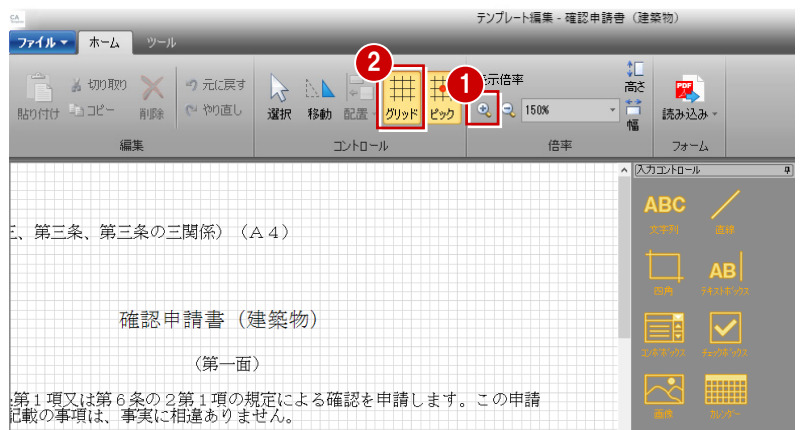 CA
テンプレート編集 - 確認申請書（建築物）
ファイル ホーム ツール
貼り付け 切り取り コピー 削除 元に戻す やり直し
選択 移動 配置 グリッド ピック
2 1
示倍率
150%
高さ
幅
PDF
読み込み
編集 コントロール 倍率 フォーム
入力コントロール
三、第三条、第三条の三関係）（Ａ４）
確認申請書（建築物）
（第一面）
第１項又は第６条の２第１項の規定による確認を申請します。この申請
記載の事項は、事実に相違ありません。
ABC
文字列 直線
AB
四角 テキストボックス
コンボボックス チェックボックス
画像 カレンダー